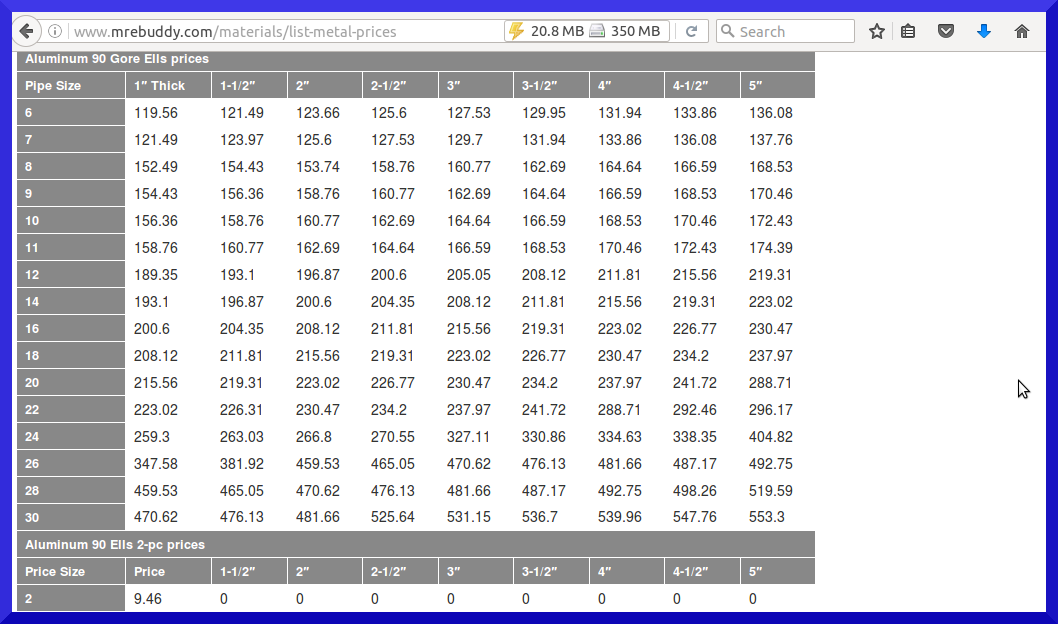 www.mrebuddy.com/materials/list-metal-prices 20.8 MB 350 MB Search
Aluminum 90 Gore Ells prices
Pipe Size 1″ Thick 1-1/2″ 2″ 2-1/2″ 3″ 3-1/2″ 4″ 4-1/2″ 5″
6 119.56 121.49 123.66 125.6 127.53 129.95 131.94 133.86 136.08
7 121.49 123.97 125.6 127.53 129.7 131.94 133.86 136.08 137.76
8 152.49 154.43 153.74 158.76 160.77 162.69 164.64 166.59 168.53
9 154.43 156.36 158.76 160.77 162.69 164.64 166.59 168.53 170.46
10 156.36 158.76 160.77 162.69 164.64 166.59 168.53 170.46 172.43
11 158.76 160.77 162.69 164.64 166.59 168.53 170.46 172.43 174.39
12 189.35 193.1 196.87 200.6 205.05 208.12 211.81 215.56 219.31
14 193.1 196.87 200.6 204.35 208.12 211.81 215.56 219.31 223.02
16 200.6 204.35 208.12 211.81 215.56 219.31 223.02 226.77 230.47
18 208.12 211.81 215.56 219.31 223.02 226.77 230.47 234.2 237.97
20 215.56 219.31 223.02 226.77 230.47 234.2 237.97 241.72 288.71
22 223.02 226.31 230.47 234.2 237.97 241.72 288.71 292.46 296.17
24 259.3 263.03 266.8 270.55 327.11 330.86 334.63 338.35 404.82
26 347.58 381.92 459.53 465.05 470.62 476.13 481.66 487.17 492.75
28 459.53 465.05 470.62 476.13 481.66 487.17 492.75 498.26 519.59
30 470.62 476.13 481.66 525.64 531.15 536.7 539.96 547.76 553.3
Aluminum 90 Ells 2-pc prices
Price Size Price 1-1/2″ 2″ 2-1/2″ 3″ 3-1/2″ 4″ 4-1/2″ 5″
2 9.46 0 0 0 0 0 0 0 0